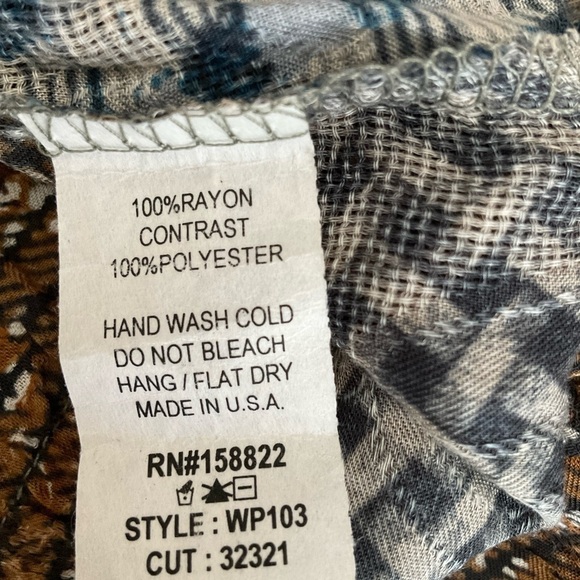 100%RAYON
CONTRAST
100%POLYESTER
HAND WASH COLD
DO NOT BLEACH
HANG / FLAT DRY
MADE IN U.S.A.
RN#158822
STYLE : WP103
CUT : 32321